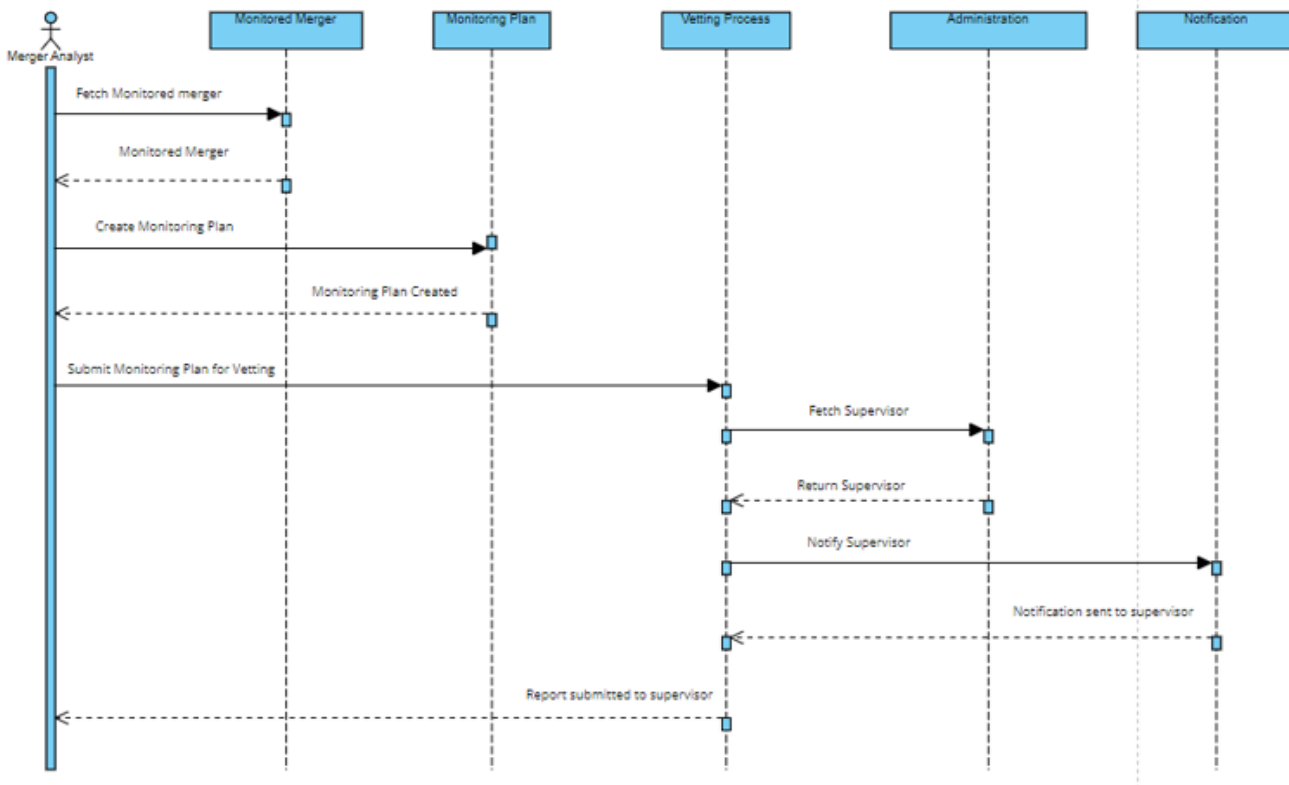 Monitored Merger
Monitoring Plan
Vetting Process
Administration
Notification
Merger Analyst
Fetch Monitored merger
Monitored Merger
Create Monitoring Plan
Monitoring Plan Created
Submit Monitoring Plan for Vetting
Fetch Supervisor
Return Supervisor
Notify Supervisor
Notification sent to supervisor
Report submitted to supervisor